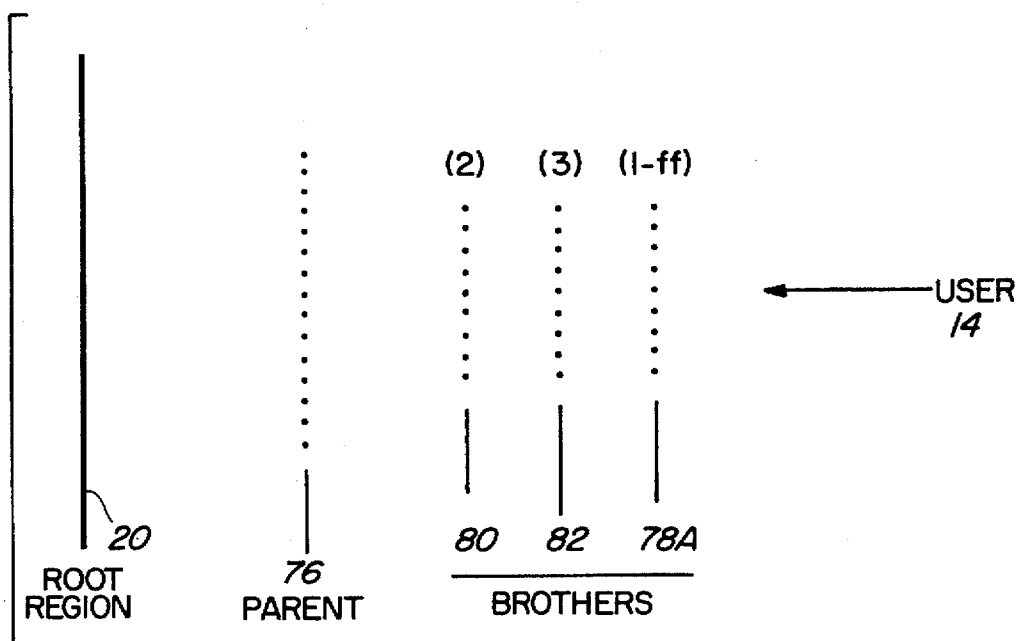 (2) (3) (1-ff)
USER
14
20
80 82 78A
ROOT
REGION
76
PARENT
BROTHERS